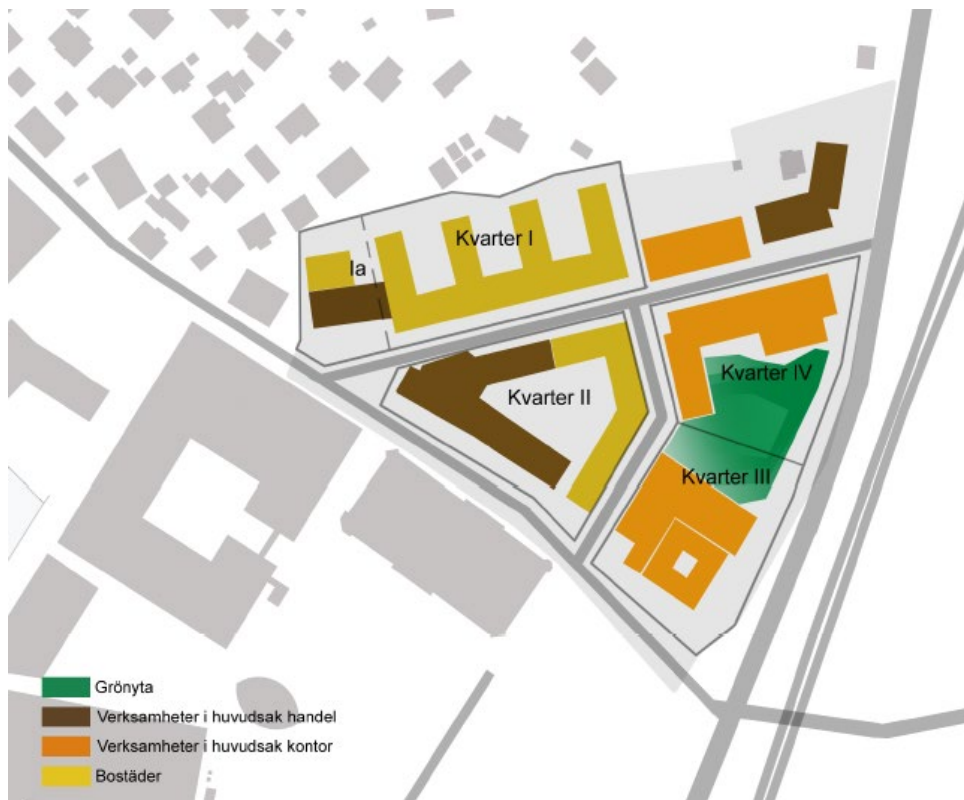 Kvarter I
Ia
Kvarter IV
Kvarter II
Kvarter III
Grönyta
Verksamheter i huvudsak handel
Verksamheter i huvudsak kontor
Bostäder